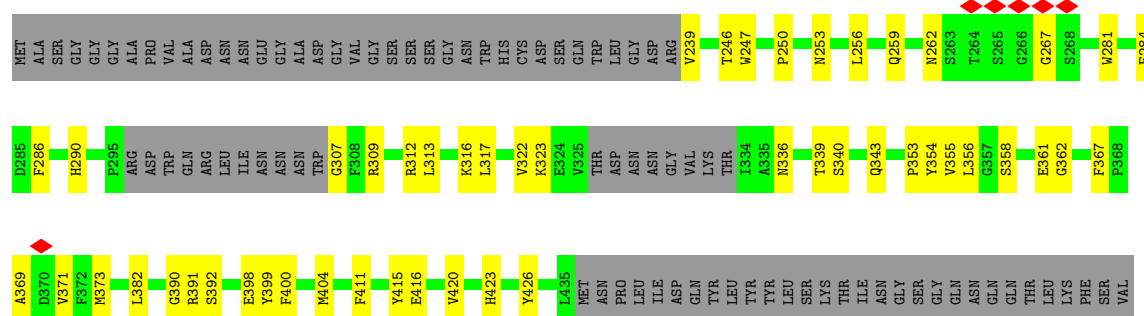 MET ALA SER GLY GLY GLY ALA PRO VAL ALA ASP ASN ASN GLU GLY ALA ASP GLY VAL GLY SER SER SER GLY ASN TRP HIS CYS ASP SER GLN TRP LEU GLY ASP ARG V239 T246 W247 P250 N253 L256 Q259 N262 S263 T264 S265 G266 G267 S268 W281
D285 F286 H290 P295 ARG ASP TRP GLN ARG LEU ILE ASN ASN ASN TRP G307 F308 R309 R312 L313 K316 L317 V322 K323 E324 V325 THR ASP ASN ASN GLY VAL LYS THR I334 A335 N336 T339 S340 Q343 P353 Y354 V355 L356 G357 S358 E361 G362 F367 P368
A369 D370 V371 F372 M373 L382 G390 R391 S392 E398 Y399 F400 M404 F411 Y415 E416 V420 H423 Y426 L435 MET ASN PRO LEU ILE ASP GLN TYR LEU TYR TYR LEU SER LYS THR ILE ASN GLY SER GLY GLN ASN GLN GLN THR LEU LYS PHE SER VAL